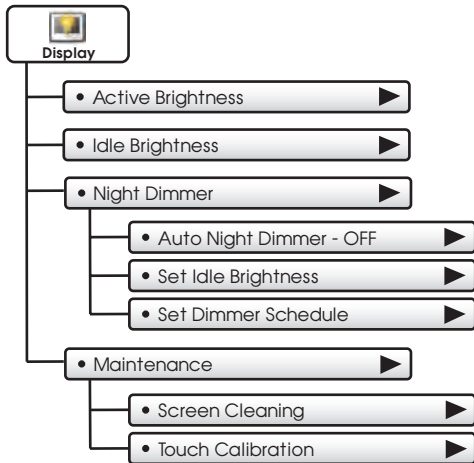 Display
• Active Brightness
• Idle Brightness
• Night Dimmer
• Auto Night Dimmer - OFF
• Set Idle Brightness
• Set Dimmer Schedule
• Maintenance
• Screen Cleaning
• Touch Calibration